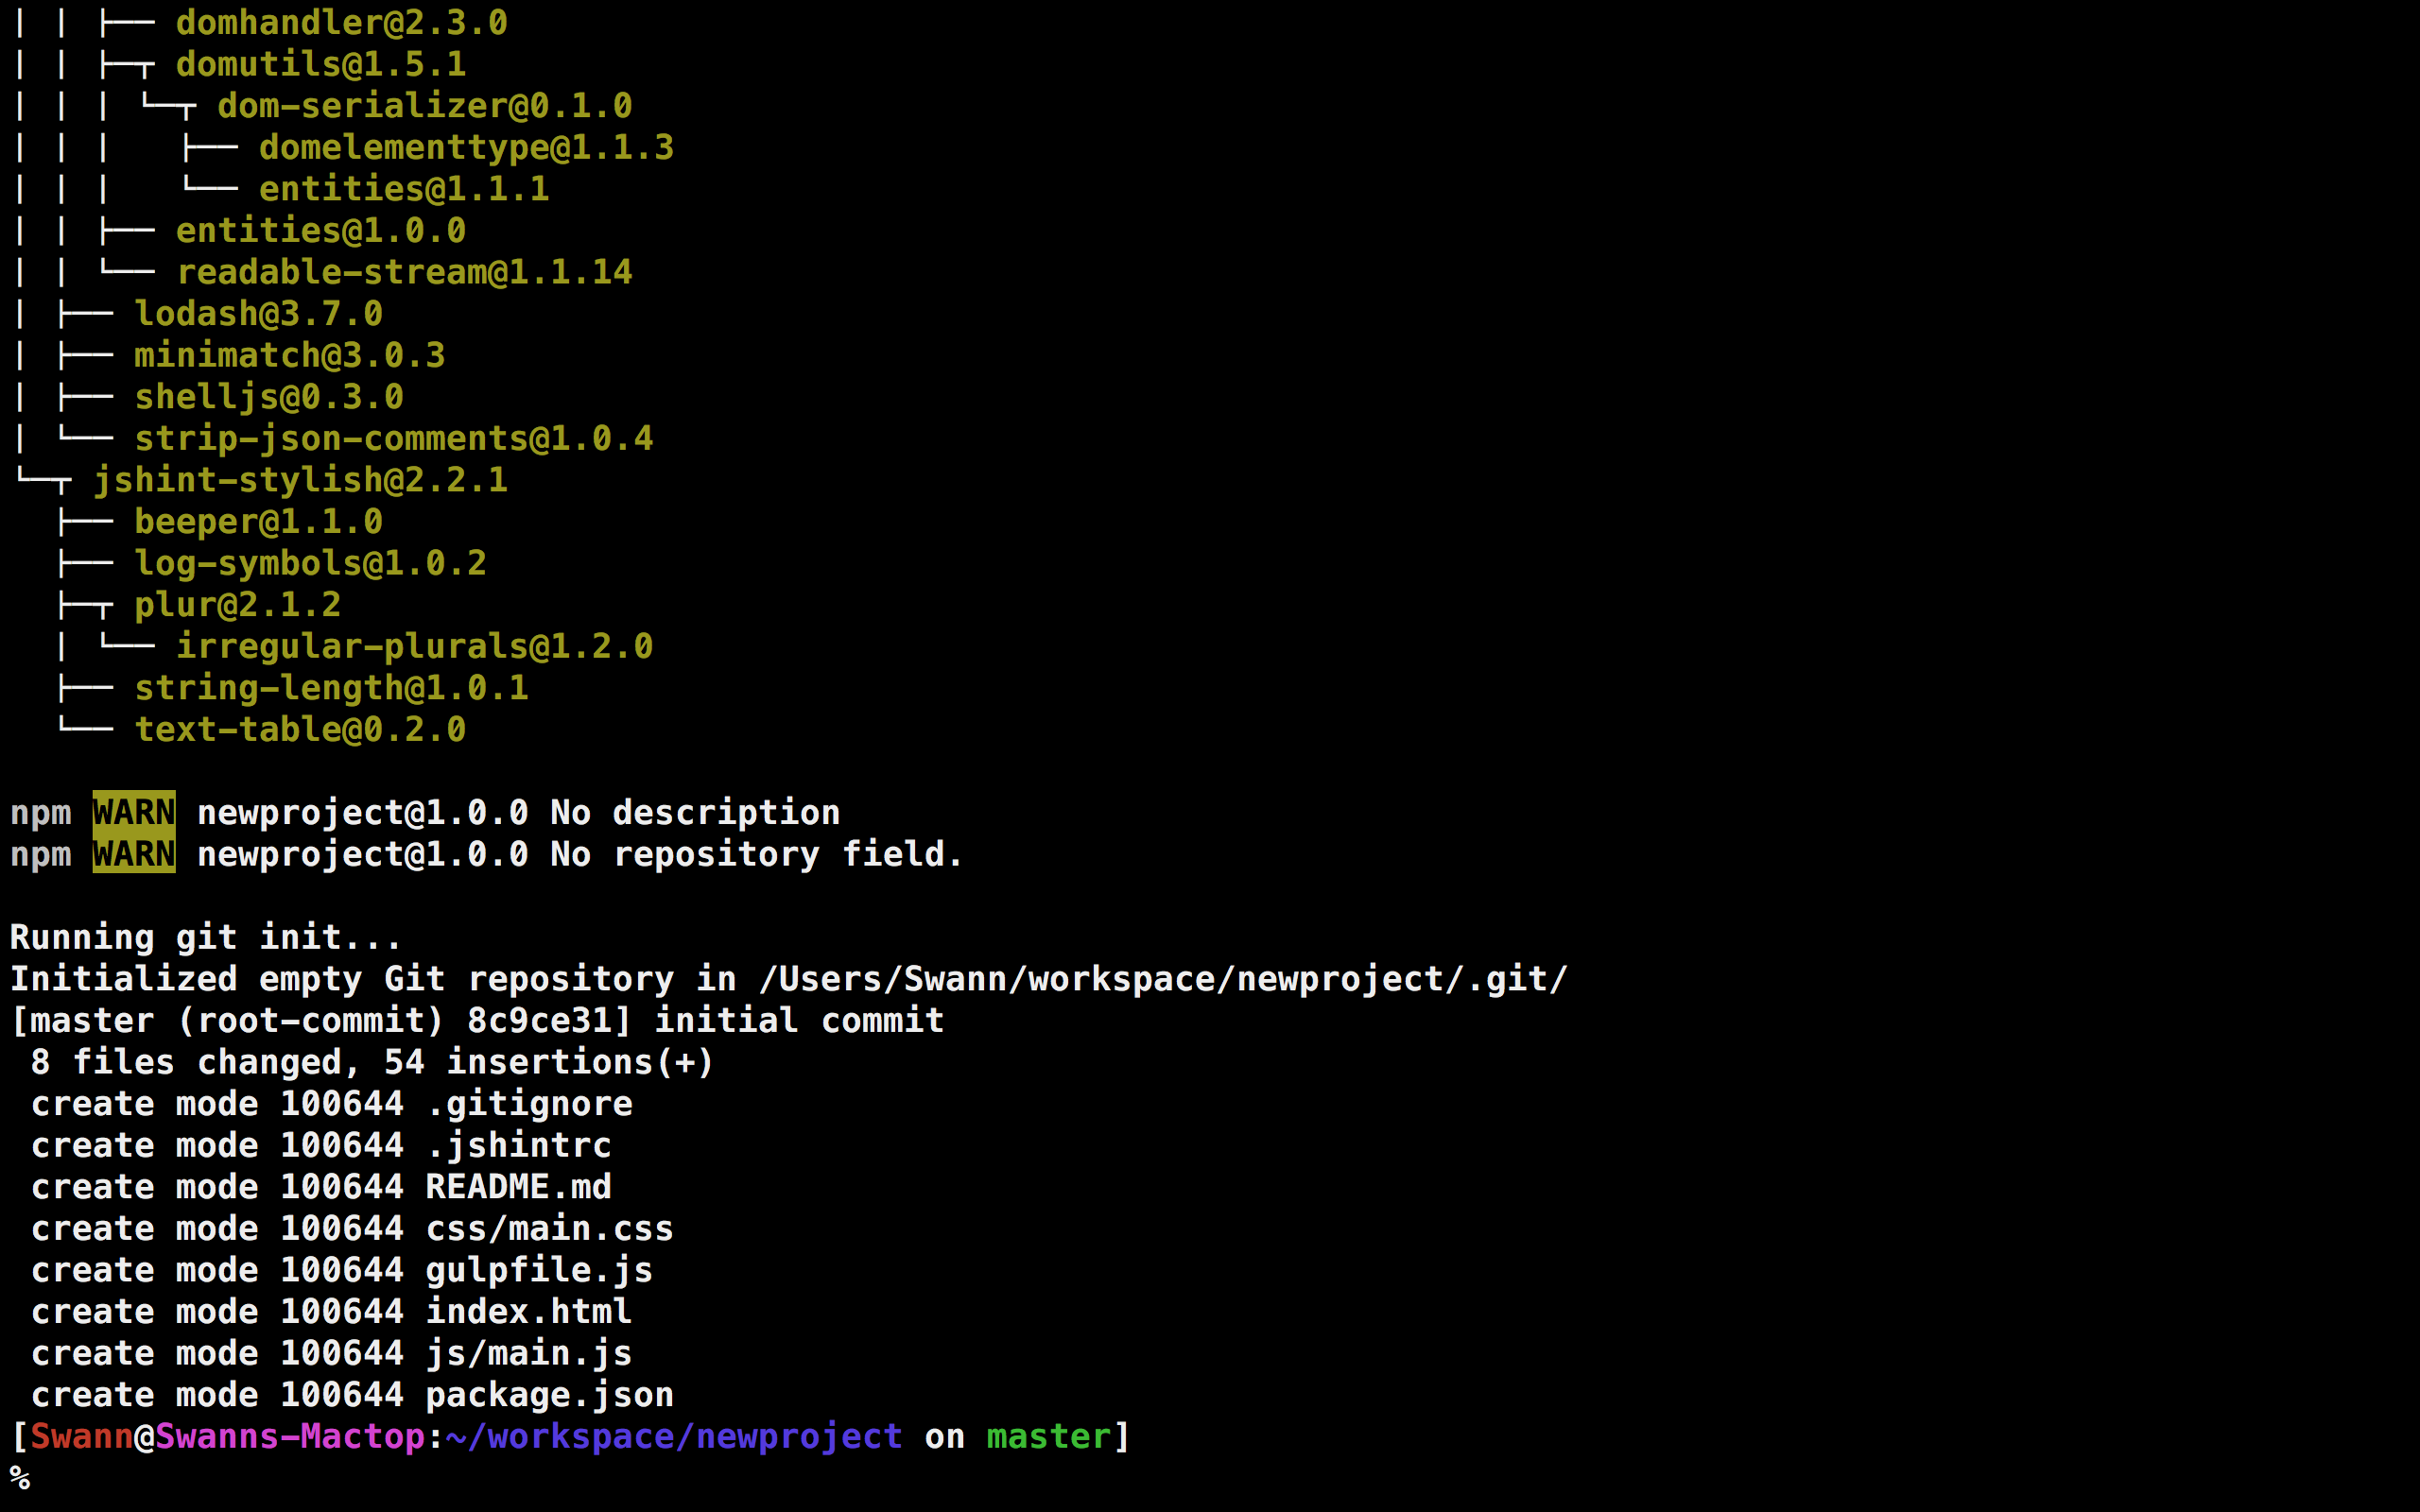 │ │ ├── domhandler@2.3.0
│ │ ├─┬ domutils@1.5.1
│ │ │ └─┬ dom-serializer@0.1.0
│ │ │   ├── domelementtype@1.1.3
│ │ │   └── entities@1.1.1
│ │ ├── entities@1.0.0
│ │ └── readable-stream@1.1.14
│ ├── lodash@3.7.0
│ ├── minimatch@3.0.3
│ ├── shelljs@0.3.0
│ └── strip-json-comments@1.0.4
└─┬ jshint-stylish@2.2.1
  ├── beeper@1.1.0
  ├── log-symbols@1.0.2
  ├─┬ plur@2.1.2
  │ └── irregular-plurals@1.2.0
  ├── string-length@1.0.1
  └── text-table@0.2.0

npm WARN newproject@1.0.0 No description
npm WARN newproject@1.0.0 No repository field.

Running git init...
Initialized empty Git repository in /Users/Swann/workspace/newproject/.git/
[master (root-commit) 8c9ce31] initial commit
 8 files changed, 54 insertions(+)
 create mode 100644 .gitignore
 create mode 100644 .jshintrc
 create mode 100644 README.md
 create mode 100644 css/main.css
 create mode 100644 gulpfile.js
 create mode 100644 index.html
 create mode 100644 js/main.js
 create mode 100644 package.json
[Swann@Swanns-Mactop:~/workspace/newproject on master]
%